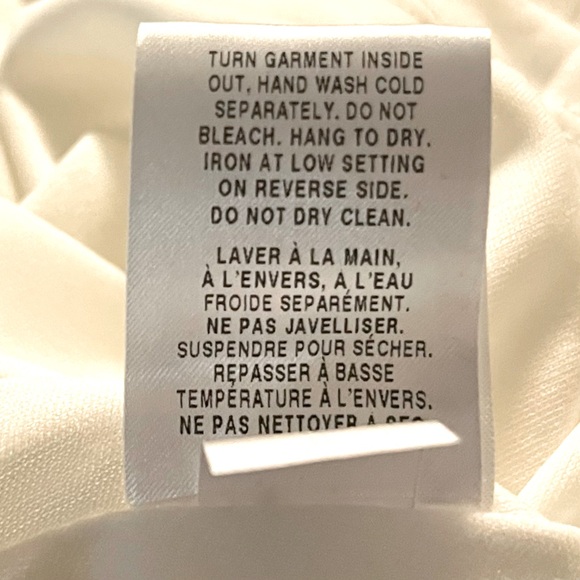 TURN GARMENT INSIDE
OUT, HAND WASH COLD
SEPARATELY. DO NOT
BLEACH. HANG TO DRY.
IRON AT LOW SETTING
ON REVERSE SIDE.
DO NOT DRY CLEAN.
LAVER À LA MAIN,
À L'ENVERS, À L'EAU
FROIDE SEPARÉMENT.
NE PAS JAVELLISER.
SUSPENDRE POUR SÉCHER.
REPASSER À BASSE
TEMPÉRATURE À L'ENVERS.
NE PAS NETTOYER À